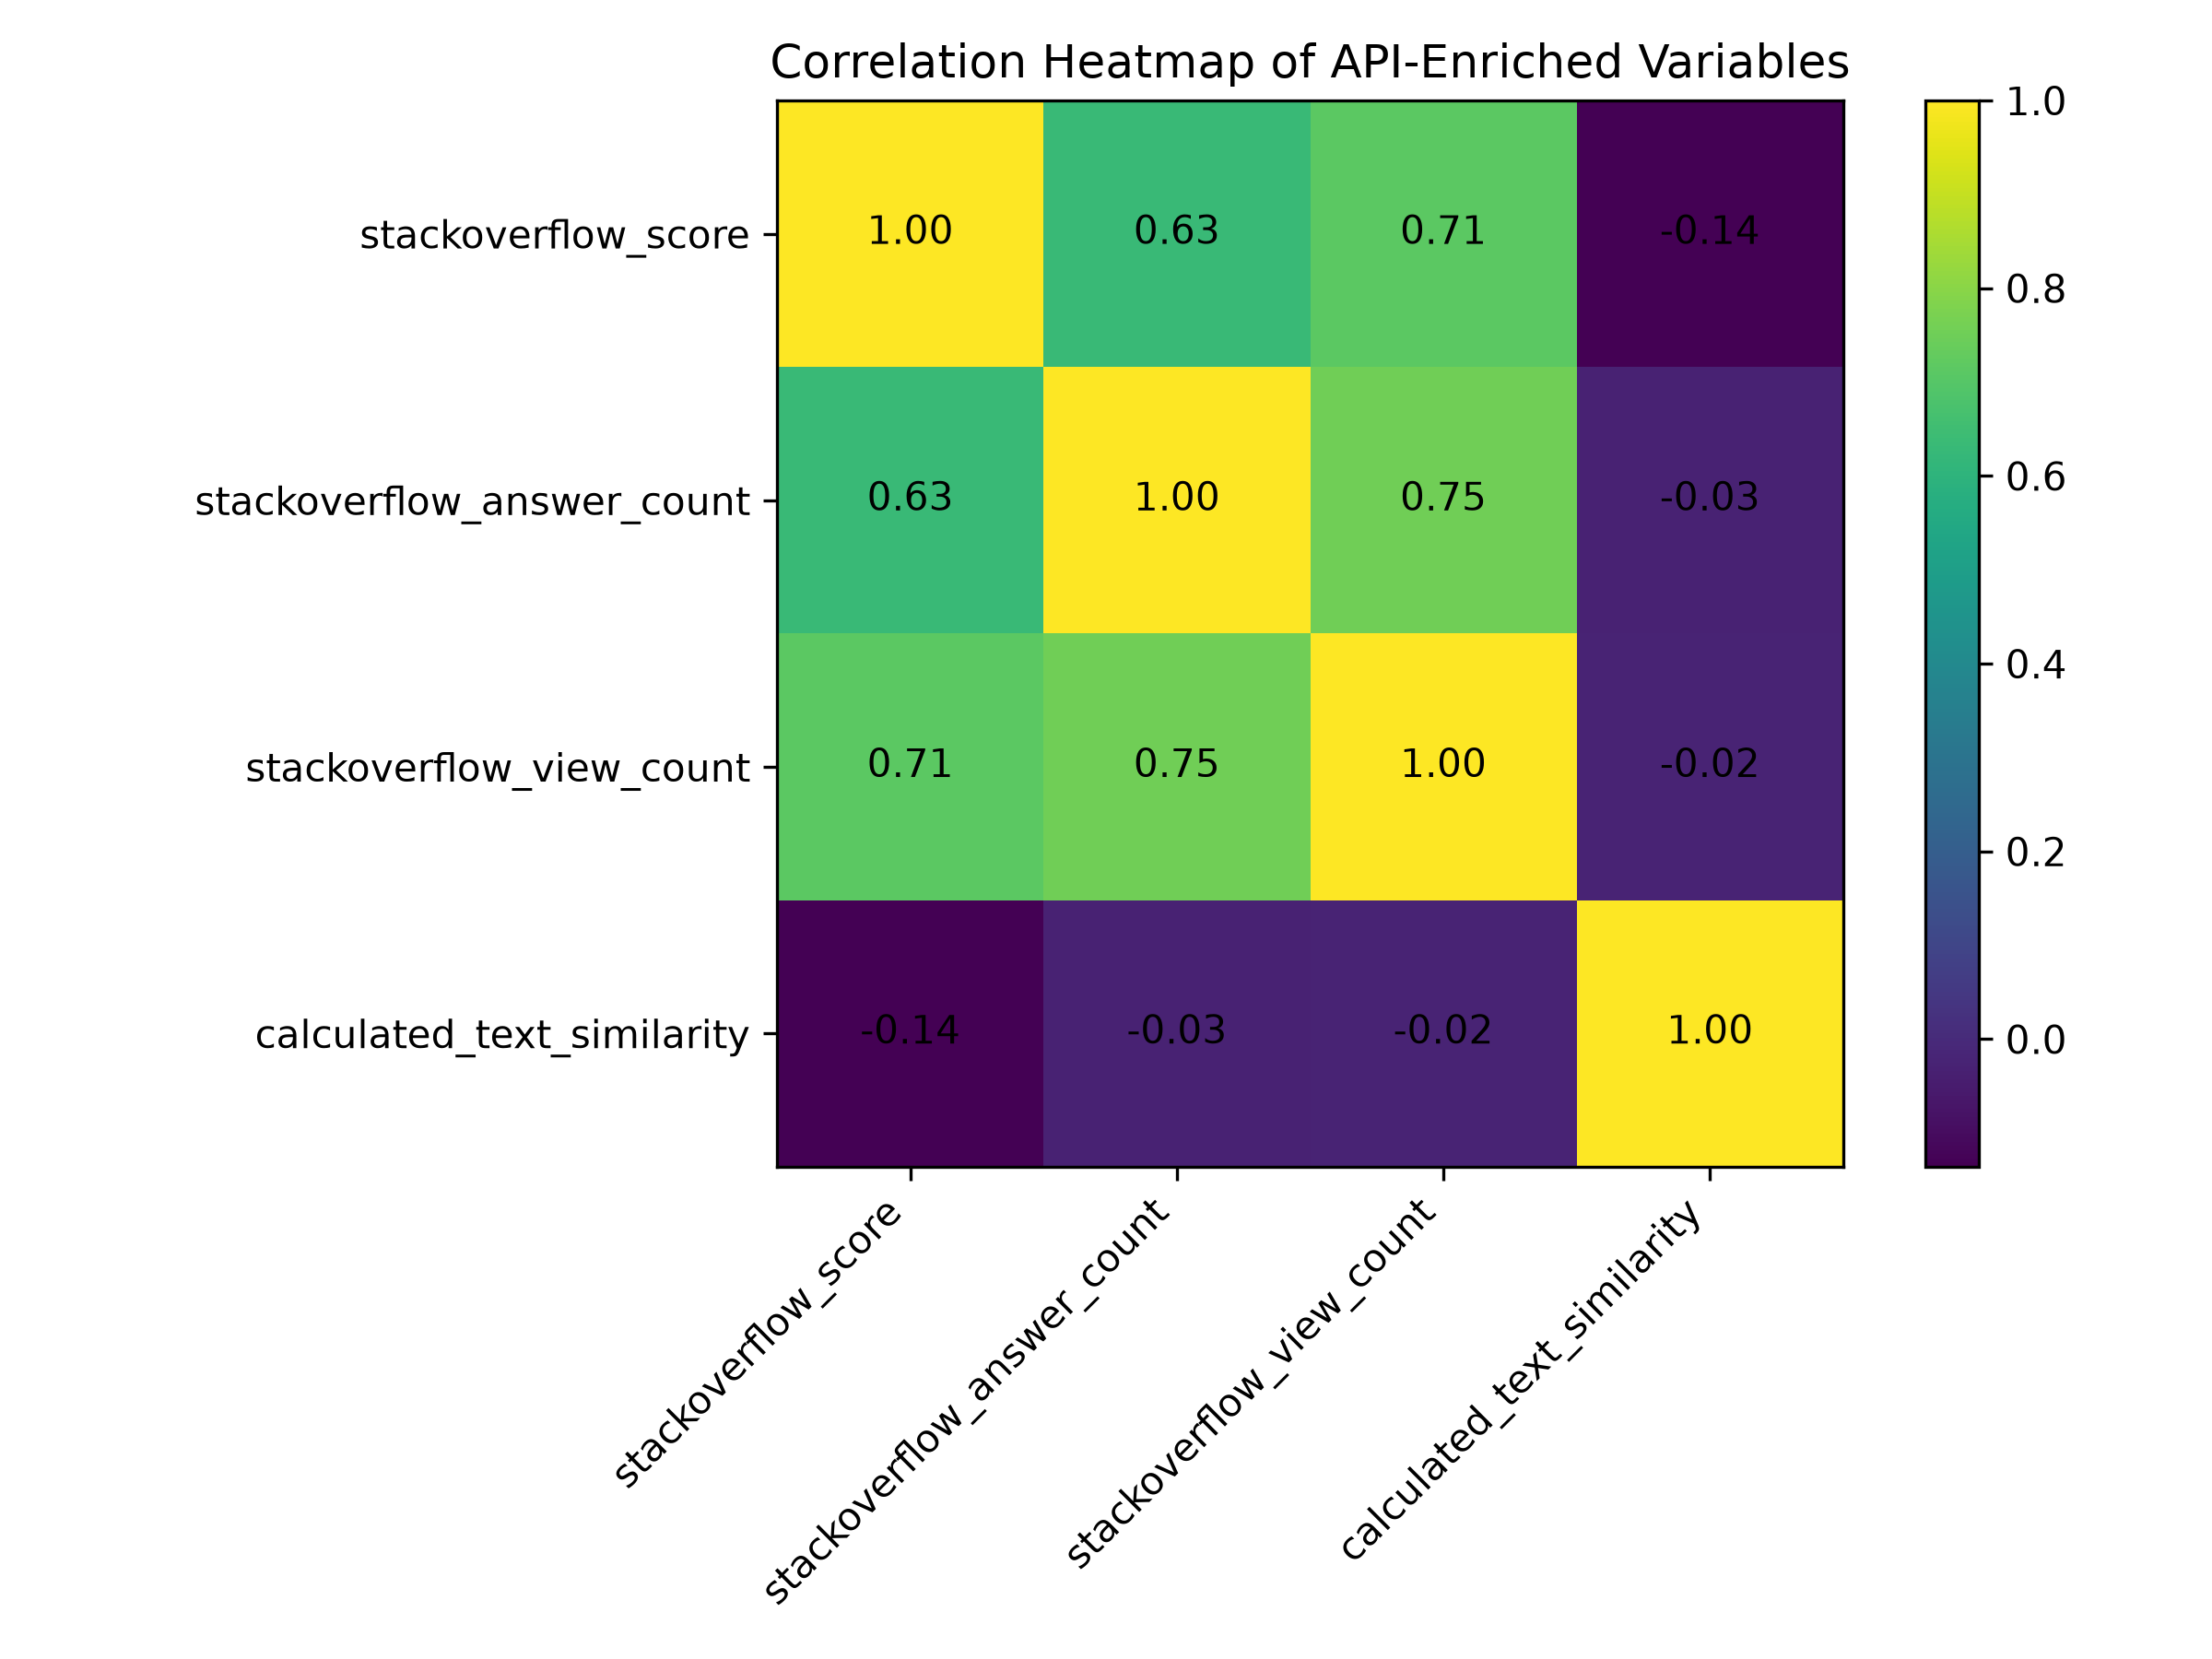 Correlation Heatmap of API-Enriched Variables
stackoverflow_score
1.00 0.63 0.71 -0.14
stackoverflow_answer_count
0.63 1.00 0.75 -0.03
stackoverflow_view_count
0.71 0.75 1.00 -0.02
calculated_text_similarity
-0.14 -0.03 -0.02 1.00
stackoverflow_score
stackoverflow_answer_count
stackoverflow_view_count
calculated_text_similarity
1.0
0.8
0.6
0.4
0.2
0.0